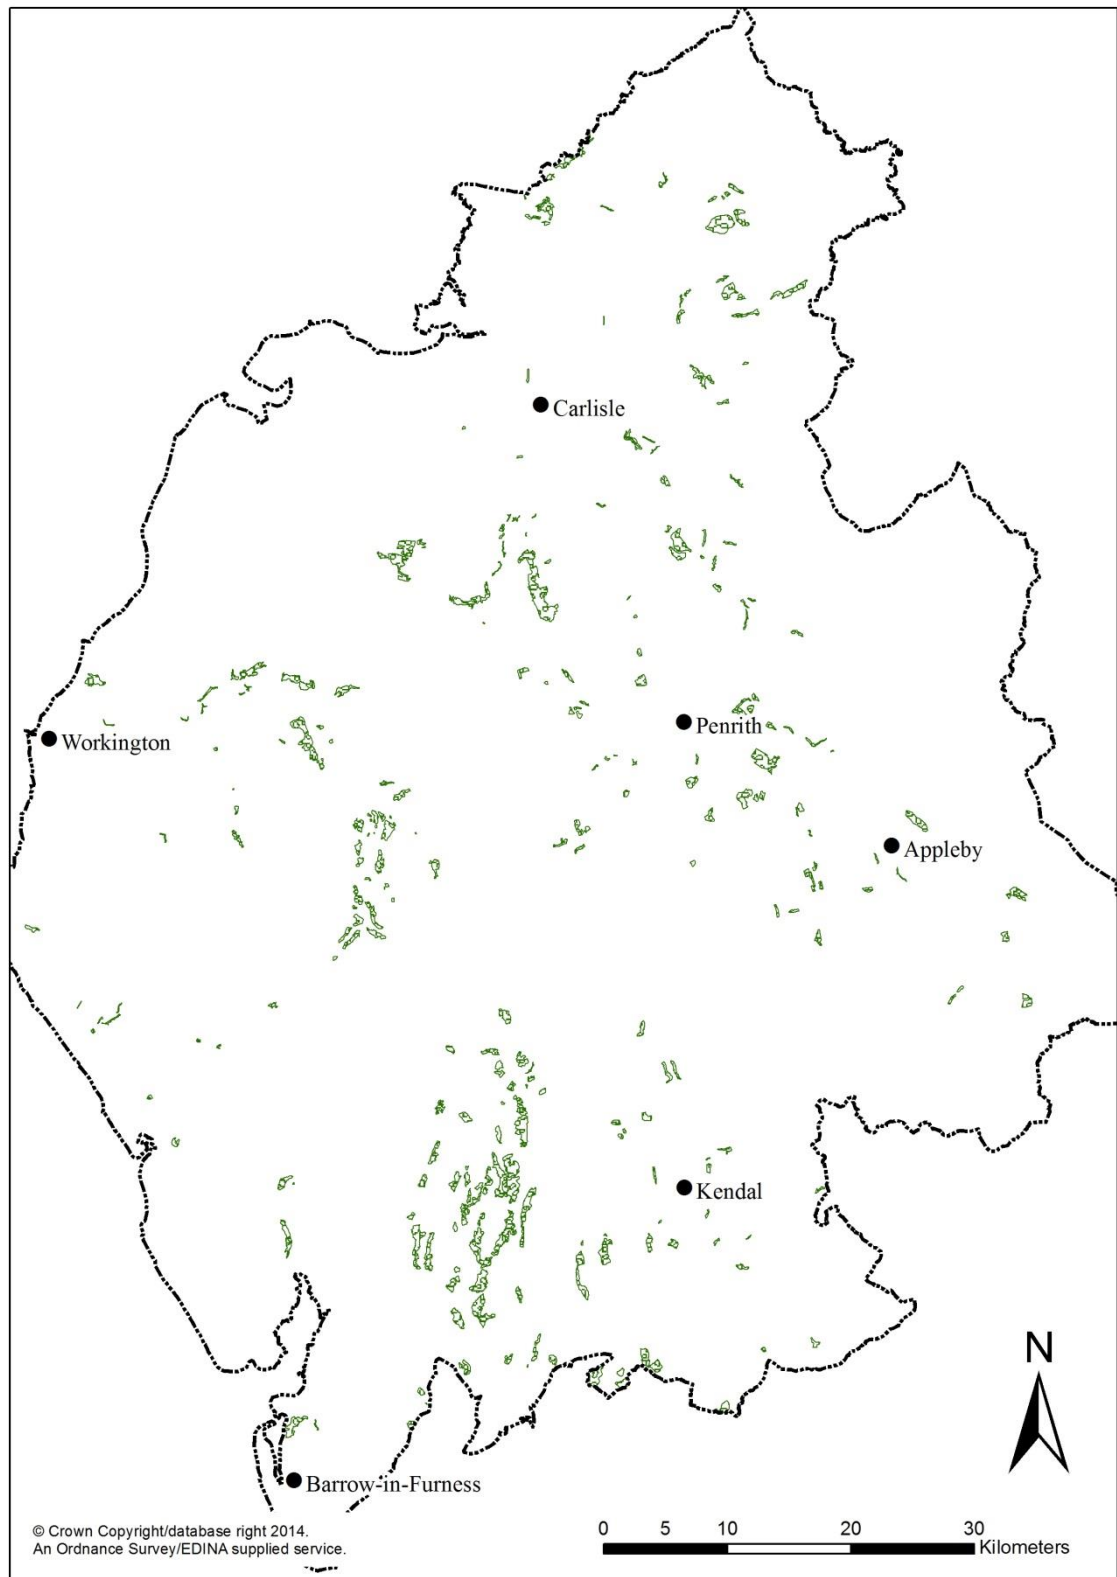 Carlisle
Workington
Penrith
Appleby
Kendal
N
Barrow-in-Furness
© Crown Copyright/database right 2014.
An Ordnance Survey/EDINA supplied service.
0 5 10 20 30
Kilometers